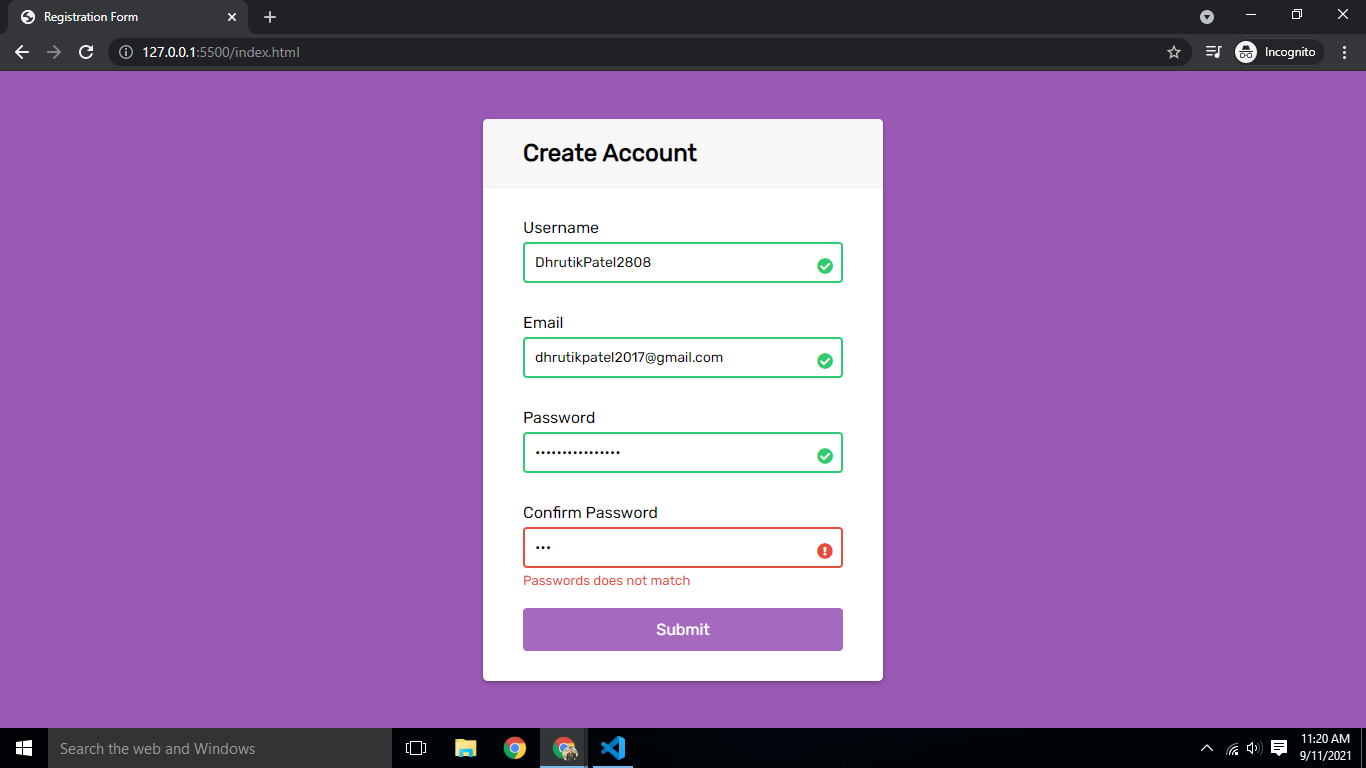 Registration Form
127.0.0.1:5500/index.html
Incognito
Create Account
Username
DhrutikPatel2808
Email
dhrutikpatel2017@gmail.com
Password
••••••••••••••••
Confirm Password
•••
Passwords does not match
Submit
Search the web and Windows
11:20 AM
9/11/2021